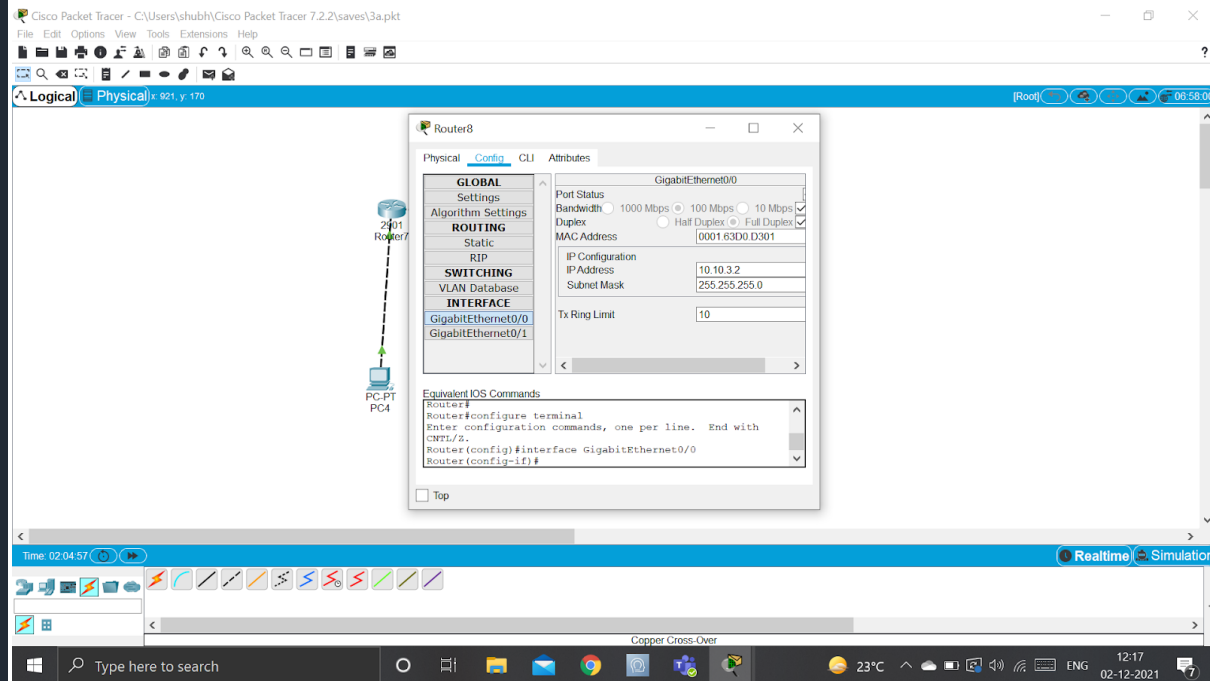 Cisco Packet Tracer - C:\Users\shubh\Cisco Packet Tracer 7.2.2\saves\3a.pkt
File Edit Options View Tools Extensions Help
?
Logical Physical x: 921, y: 170 [Root] 06:58:00
Router8
Physical Config CLI Attributes
GLOBAL
Settings
Algorithm Settings
ROUTING
Static
RIP
SWITCHING
VLAN Database
INTERFACE
GigabitEthernet0/0
GigabitEthernet0/1
GigabitEthernet0/0
Port Status
Bandwidth 1000 Mbps 100 Mbps 10 Mbps
Duplex Half Duplex Full Duplex
MAC Address 0001.63D0.D301
IP Configuration
IP Address 10.10.3.2
Subnet Mask 255.255.255.0
Tx Ring Limit 10
Equivalent IOS Commands
Router#
Router#configure terminal
Enter configuration commands, one per line. End with
CNTL/Z.
Router(config)#interface GigabitEthernet0/0
Router(config-if)#
Top
2901
Router7
PC-PT
PC4
Time: 02:04:57 Realtime Simulation
Copper Cross-Over
Type here to search
23°C ENG 12:17
02-12-2021
7